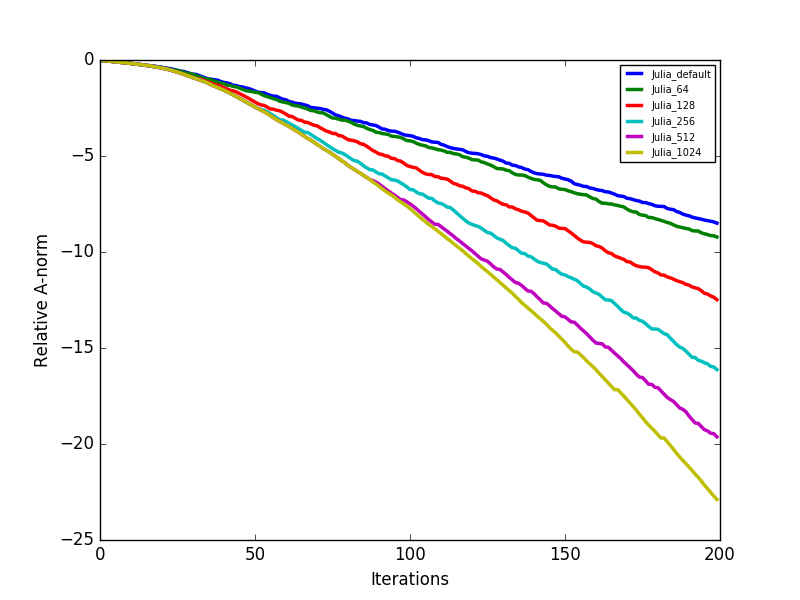 0
−5
−10
−15
−20
−25
0
50
100
150
200
Relative A-norm
Iterations
Julia_default
Julia_64
Julia_128
Julia_256
Julia_512
Julia_1024